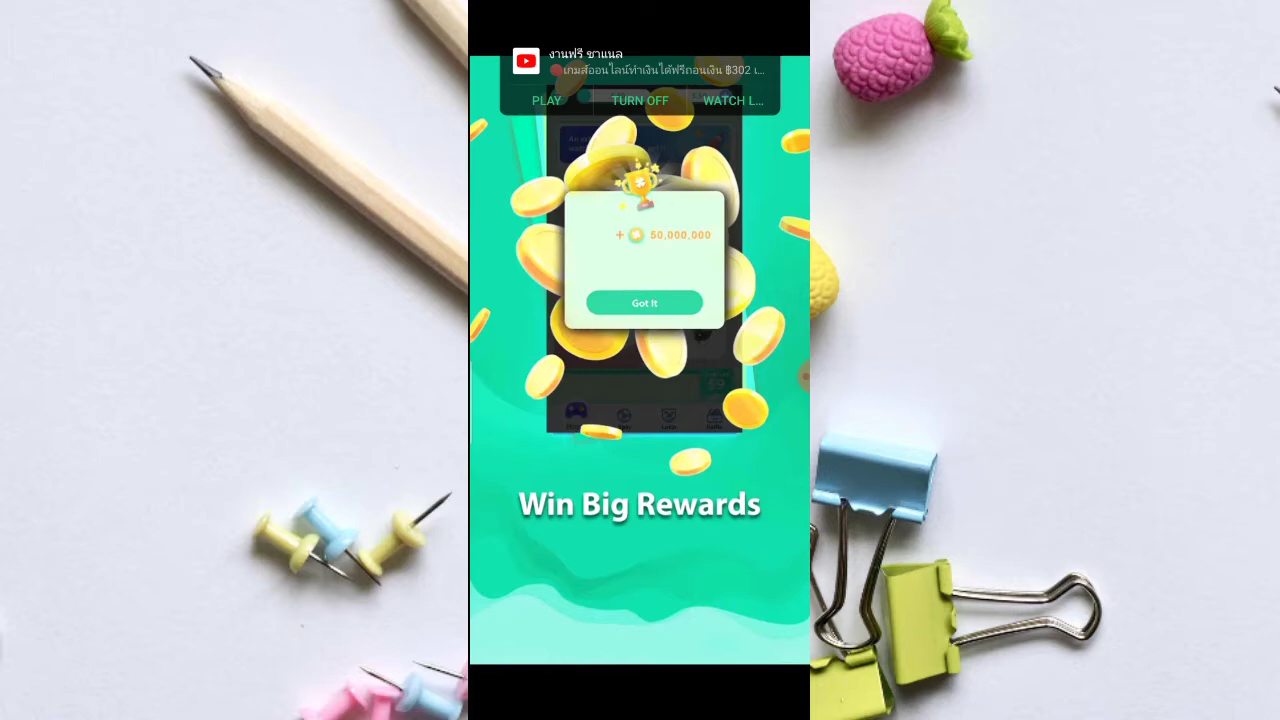 งานฟรี ชาแนล
🔴เกมส์ออนไลน์ทำเงินได้ฟรีถอนเงิน ฿302 เ...
PLAY TURN OFF WATCH L...
+ 50,000,000
Got It
Win Big Rewards